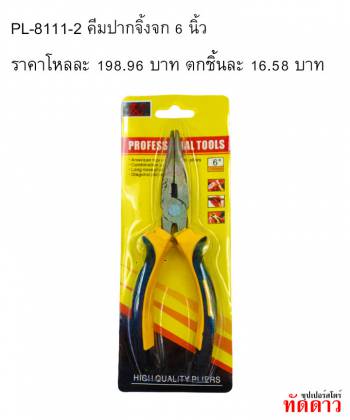 PL-8111-2 คีมปากจิ้งจก 6 นิ้ว
ราคาโหลละ 198.96 บาท ตกชิ้นละ 16.58 บาท
PROFESSIONAL TOOLS
6"
HIGH QUALITY PLIERS
ซุปเปอร์สโตร์
ทัดดาว